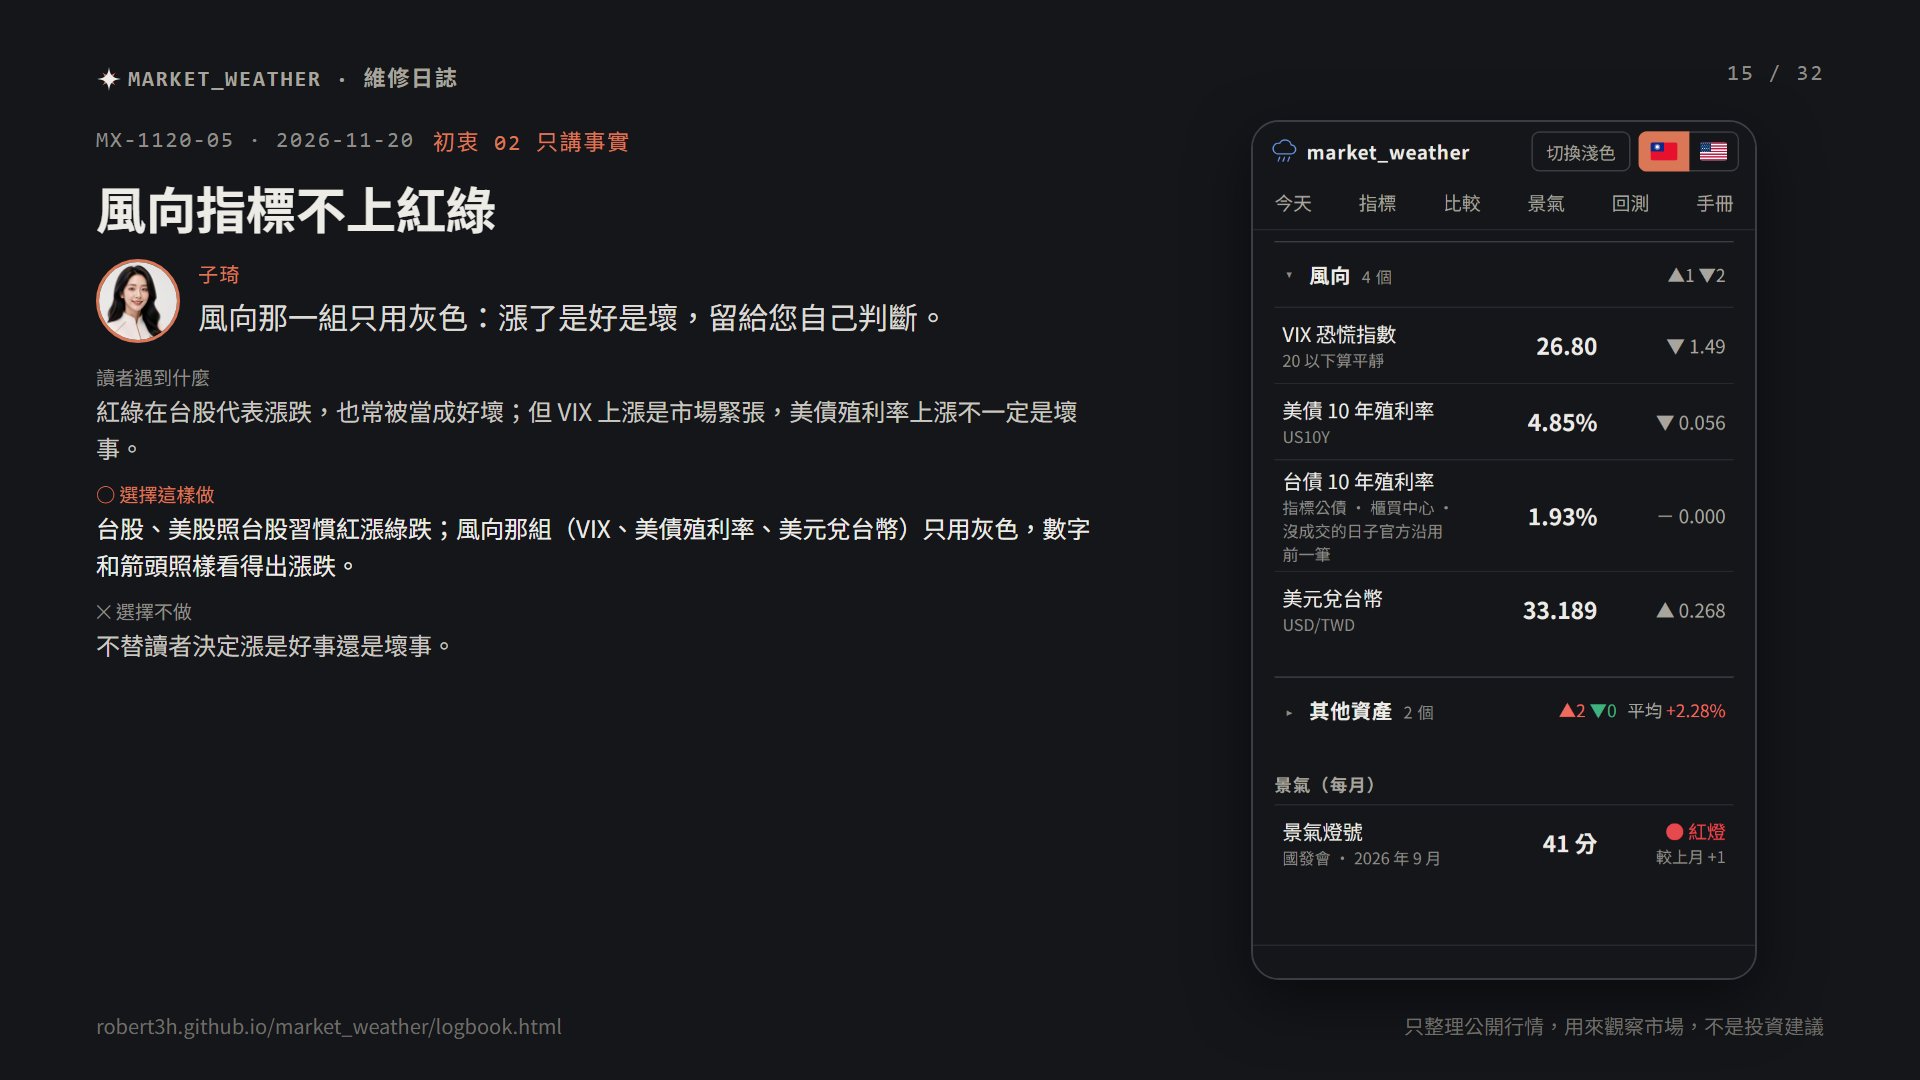 MARKET_WEATHER · 維修日誌
15 / 32
MX-1120-05 · 2026-11-20 初衷 02 只講事實
風向指標不上紅綠
子琦
風向那一組只用灰色：漲了是好是壞，留給您自己判斷。
讀者遇到什麼
紅綠在台股代表漲跌，也常被當成好壞；但 VIX 上漲是市場緊張，美債殖利率上漲不一定是壞
事。
○ 選擇這樣做
台股、美股照台股習慣紅漲綠跌；風向那組（VIX、美債殖利率、美元兌台幣）只用灰色，數字
和箭頭照樣看得出漲跌。
× 選擇不做
不替讀者決定漲是好事還是壞事。
market_weather
切換淺色
今天 指標 比較 景氣 回測 手冊
▾ 風向 4 個 ▲1 ▼2
VIX 恐慌指數 26.80 ▼ 1.49
20 以下算平靜
美債 10 年殖利率 4.85% ▼ 0.056
US10Y
台債 10 年殖利率
指標公債 · 櫃買中心 · 1.93% — 0.000
沒成交的日子官方沿用
前一筆
美元兌台幣 33.189 ▲ 0.268
USD/TWD
▸ 其他資產 2 個 ▲2 ▼0 平均 +2.28%
景氣（每月）
景氣燈號 41 分 ● 紅燈
國發會 · 2026 年 9 月 較上月 +1
robert3h.github.io/market_weather/logbook.html
只整理公開行情，用來觀察市場，不是投資建議